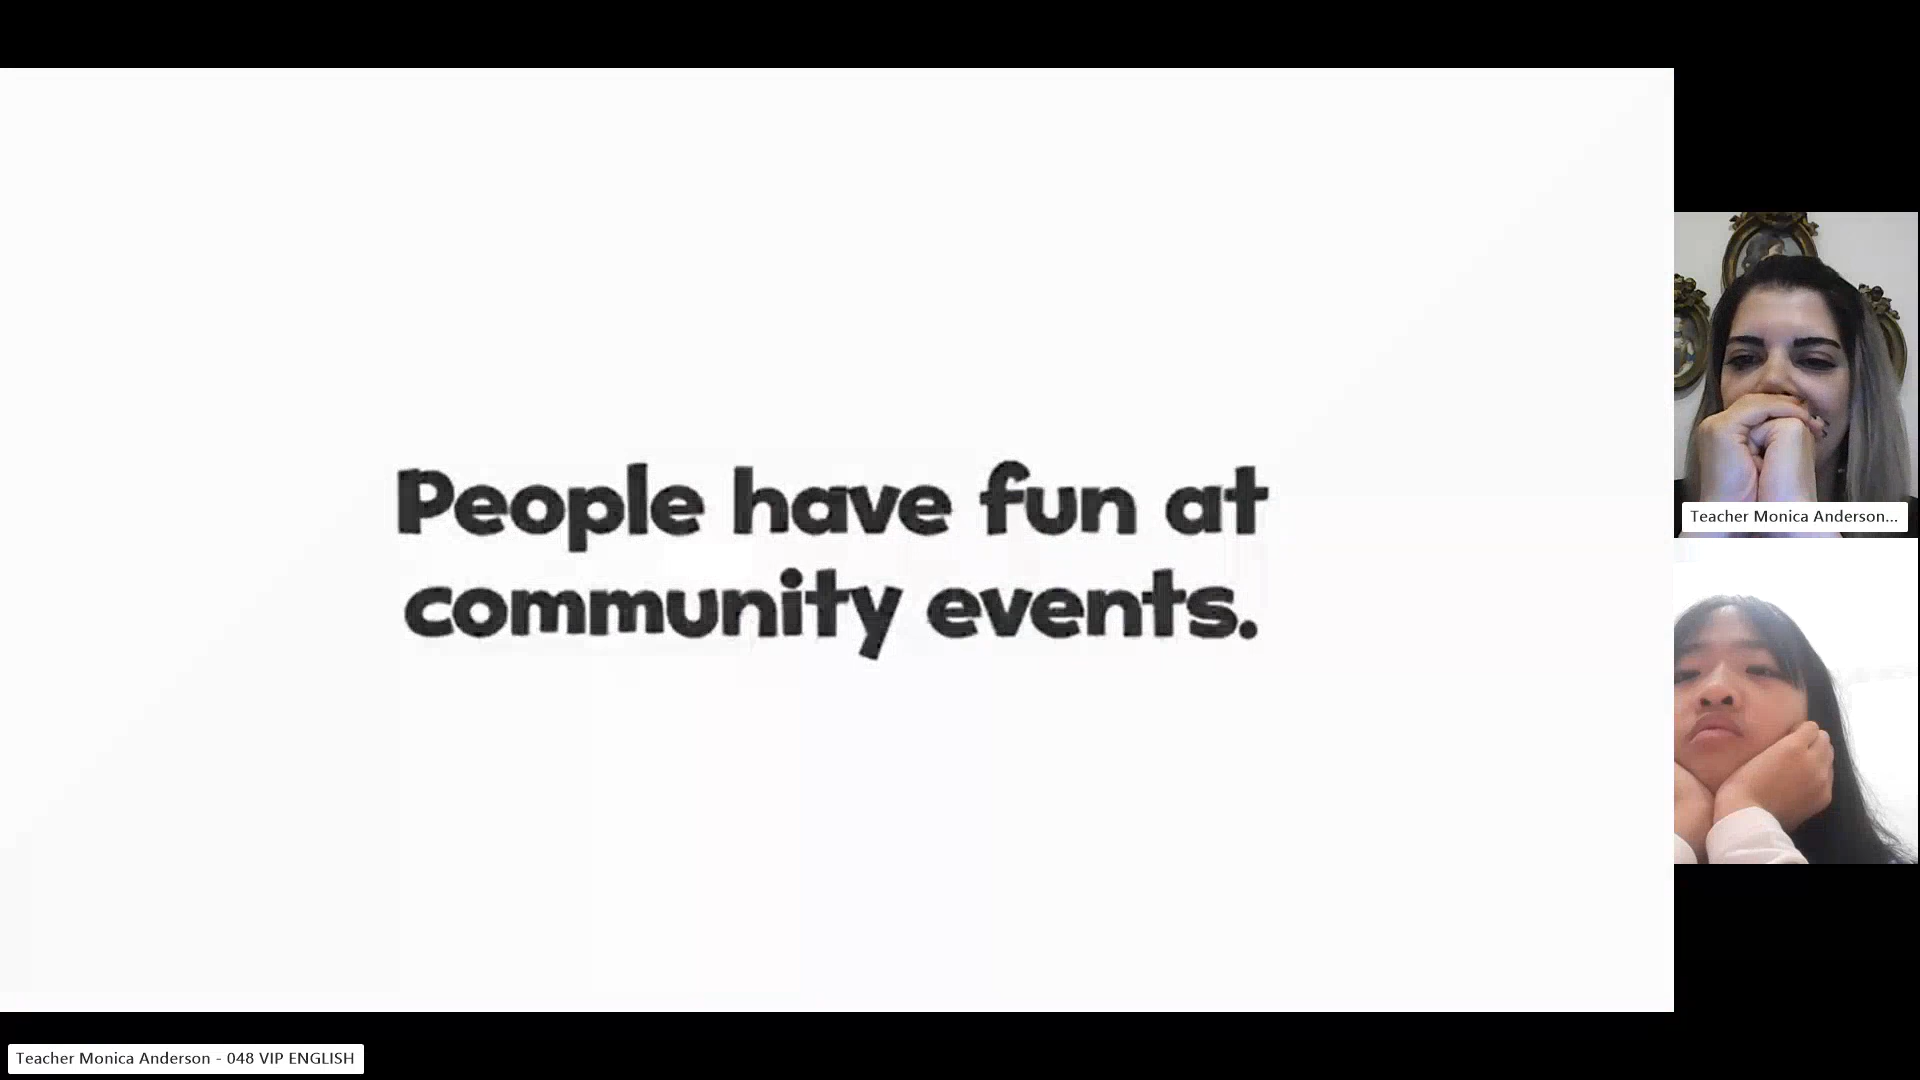 People have fun at
community events.
Teacher Monica Anderson...
Teacher Monica Anderson - 048 VIP ENGLISH